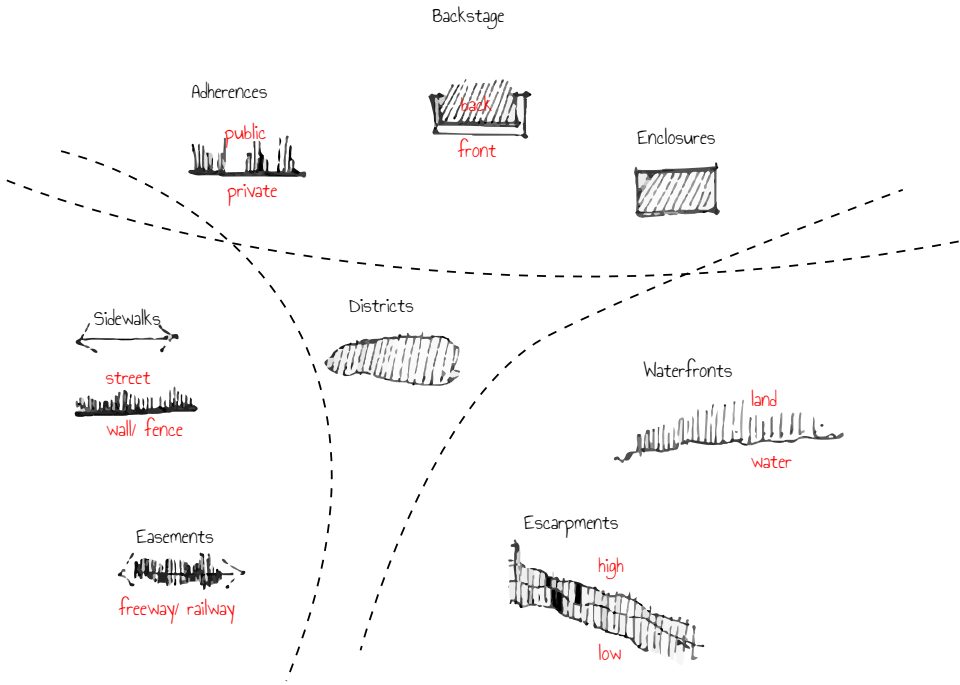 Backstage
back
front
Adherences
public
private
Enclosures
Sidewalks
street
wall/ fence
Districts
Waterfronts
land
water
Easements
freeway/ railway
Escarpments
high
low